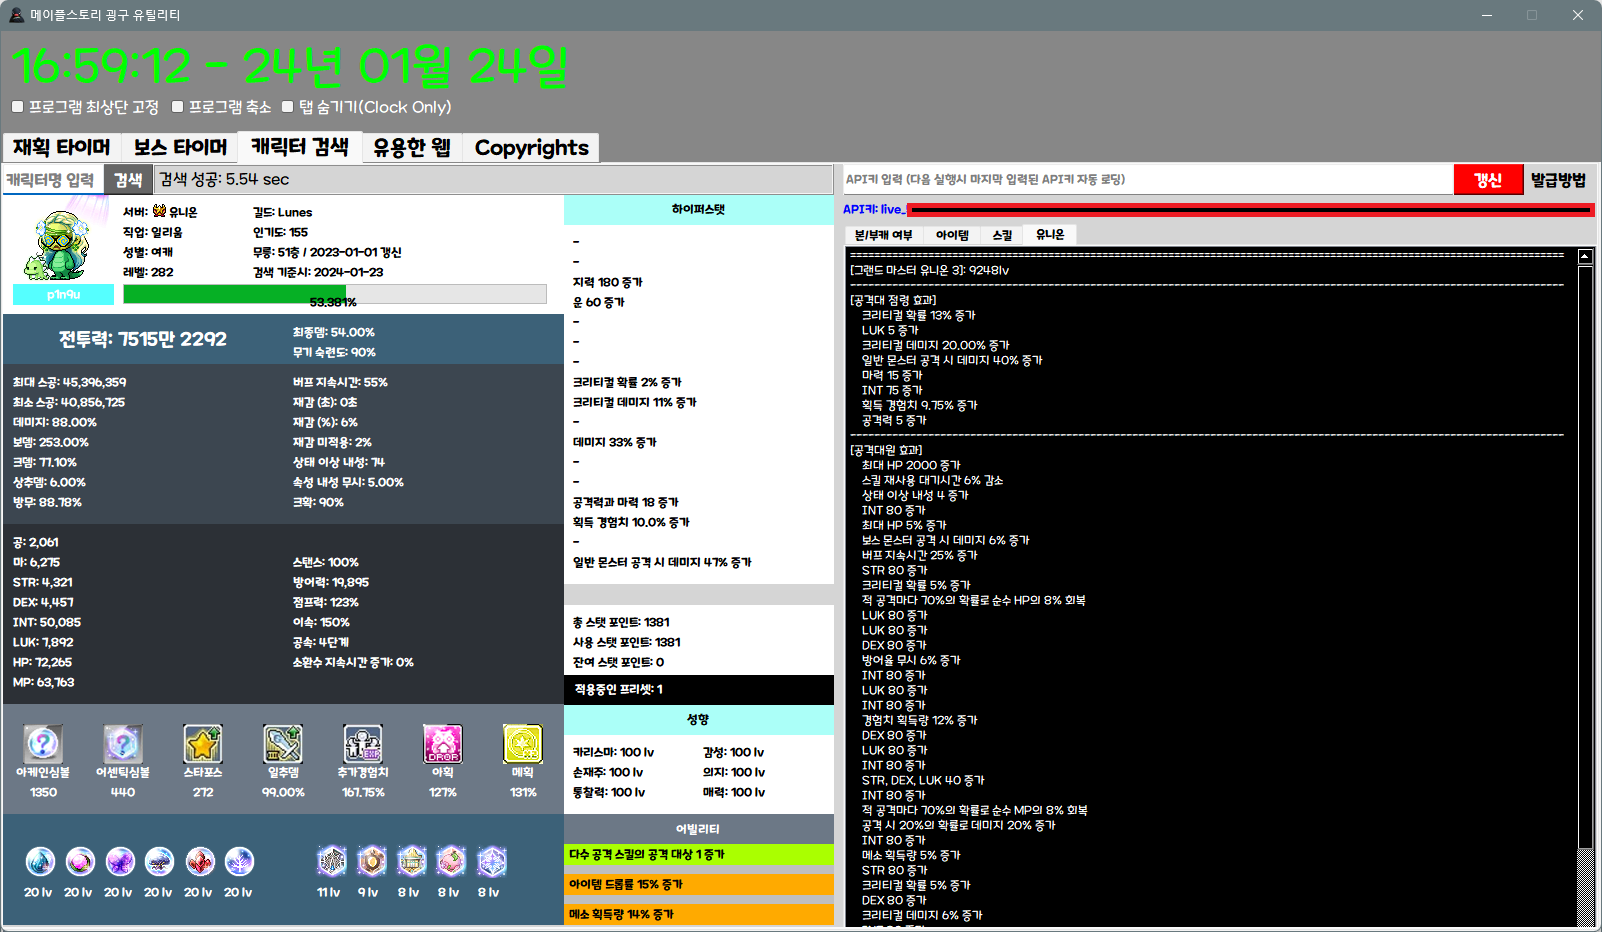 메이플스토리 굉구 유틸리티
16:59:12 - 24년 01월 24일
프로그램 최상단 고정 프로그램 축소 탭 숨기기(Clock Only)
재획 타이머 보스 타이머 캐릭터 검색 유용한 웹 Copyrights
캐릭터명 입력 검색 검색 성공: 5.54 sec
서버: 유니온 길드: Lunes
직업: 일리움 인기도: 155
성별: 여캐 무릉: 51층 / 2023-01-01 갱신
레벨: 282 검색 기준시: 2024-01-23
p1n9u 53.381%
전투력: 7515만 2292
최종뎀: 54.00%
무기 숙련도: 90%
최대 스공: 45,396,359 버프 지속시간: 55%
최소 스공: 40,856,725 재감 (초): 0초
데미지: 88.00% 재감 (%): 6%
보뎀: 253.00% 재감 미적용: 2%
크뎀: 77.10% 상태 이상 내성: 74
상추뎀: 6.00% 속성 내성 무시: 5.00%
방무: 88.78% 크확: 90%
공: 2,061
마: 6,275 스탠스: 100%
STR: 4,321 방어력: 19,895
DEX: 4,457 점프력: 123%
INT: 50,085 이속: 150%
LUK: 7,892 공속: 4단계
HP: 72,265 소환수 지속시간 증가: 0%
MP: 63,763
EXP DROP
아케인심볼 어센틱심볼 스타포스 일추뎀 추가경험치 아획 메획
1350 440 272 99.00% 167.75% 127% 131%
20 lv 20 lv 20 lv 20 lv 20 lv 20 lv 11 lv 9 lv 8 lv 8 lv 8 lv
하이퍼스탯
-
-
지력 180 증가
운 60 증가
-
-
-
크리티컬 확률 2% 증가
크리티컬 데미지 11% 증가
-
데미지 33% 증가
-
-
공격력과 마력 18 증가
획득 경험치 10.0% 증가
-
일반 몬스터 공격 시 데미지 47% 증가
총 스탯 포인트: 1381
사용 스탯 포인트: 1381
잔여 스탯 포인트: 0
적용중인 프리셋: 1
성향
카리스마: 100 lv 감성: 100 lv
손재주: 100 lv 의지: 100 lv
통찰력: 100 lv 매력: 100 lv
어빌리티
다수 공격 스킬의 공격 대상 1 증가
아이템 드롭률 15% 증가
메소 획득량 14% 증가
API키 입력 (다음 실행시 마지막 입력된 API키 자동 로딩) 갱신 발급방법
API키: live_
본/부캐 여부 아이템 스킬 유니온
[그랜드 마스터 유니온 3]: 9248lv
[공격대 점령 효과]
크리티컬 확률 13% 증가
LUK 5 증가
크리티컬 데미지 20.00% 증가
일반 몬스터 공격 시 데미지 40% 증가
마력 15 증가
INT 75 증가
획득 경험치 9.75% 증가
공격력 5 증가
[공격대원 효과]
최대 HP 2000 증가
스킬 재사용 대기시간 6% 감소
상태 이상 내성 4 증가
INT 80 증가
최대 HP 5% 증가
보스 몬스터 공격 시 데미지 6% 증가
버프 지속시간 25% 증가
STR 80 증가
크리티컬 확률 5% 증가
적 공격마다 70%의 확률로 순수 HP의 8% 회복
LUK 80 증가
LUK 80 증가
DEX 80 증가
방어율 무시 6% 증가
INT 80 증가
LUK 80 증가
INT 80 증가
경험치 획득량 12% 증가
DEX 80 증가
LUK 80 증가
INT 80 증가
STR, DEX, LUK 40 증가
INT 80 증가
적 공격마다 70%의 확률로 순수 MP의 8% 회복
공격 시 20%의 확률로 데미지 20% 증가
INT 80 증가
메소 획득량 5% 증가
STR 80 증가
크리티컬 확률 5% 증가
DEX 80 증가
크리티컬 데미지 6% 증가